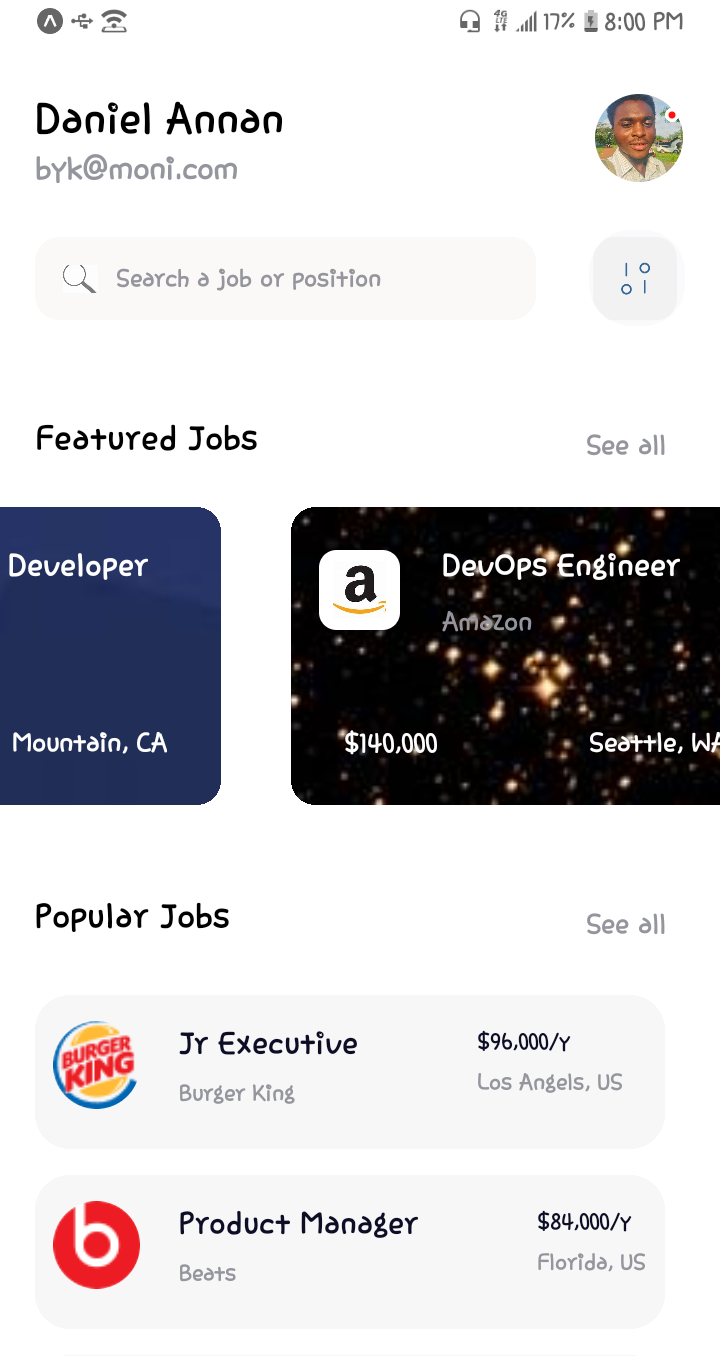 4G LTE 17% 8:00 PM
Daniel Annan
byk@moni.com
Search a job or position
Featured Jobs See all
Developer
Mountain, CA
a
DevOps Engineer
Amazon
$140,000 Seattle, WA
Popular Jobs See all
BURGER KING
Jr Executive $96,000/Y
Burger King Los Angels, US
b
Product Manager $84,000/Y
Beats Florida, US